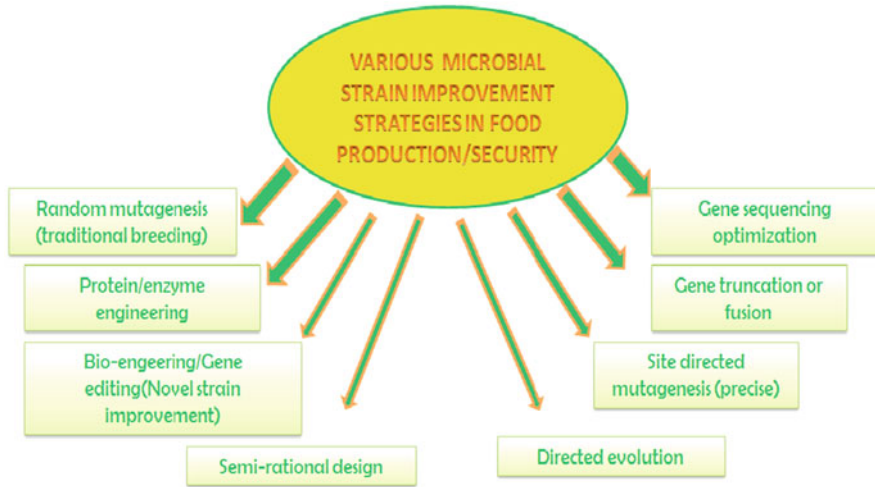 VARIOUS MICROBIAL
STRAIN IMPROVEMENT
STRATEGIES IN FOOD
PRODUCTION/SECURITY
Random mutagenesis
(traditional breeding)
Gene sequencing
optimization
Protein/enzyme
engineering
Gene truncation or
fusion
Bio-engeering/Gene
editing(Novel strain
improvement)
Site directed
mutagenesis (precise)
Semi-rational design
Directed evolution